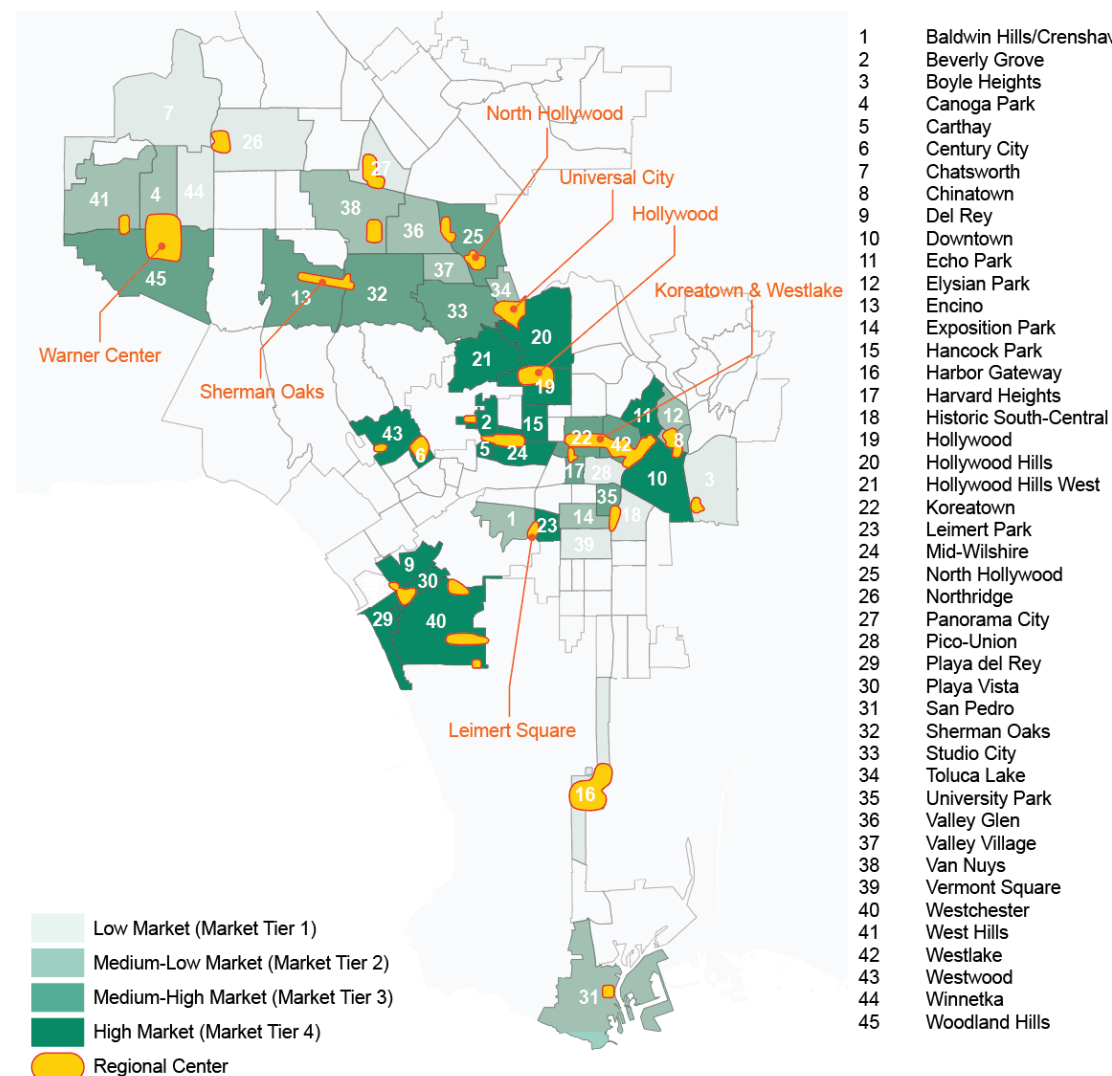 North Hollywood
Universal City
Hollywood
Koreatown & Westlake
Warner Center
Sherman Oaks
Leimert Square
7
26
27
41
4
44
38
36
25
45
13
32
37
34
33
20
21
19
43
6
2
15
5
24
22
42
11
12
8
17
28
10
3
35
1
23
14
18
39
9
30
29
40
16
31
Low Market (Market Tier 1)
Medium-Low Market (Market Tier 2)
Medium-High Market (Market Tier 3)
High Market (Market Tier 4)
Regional Center
1 Baldwin Hills/Crenshav
2 Beverly Grove
3 Boyle Heights
4 Canoga Park
5 Carthay
6 Century City
7 Chatsworth
8 Chinatown
9 Del Rey
10 Downtown
11 Echo Park
12 Elysian Park
13 Encino
14 Exposition Park
15 Hancock Park
16 Harbor Gateway
17 Harvard Heights
18 Historic South-Central
19 Hollywood
20 Hollywood Hills
21 Hollywood Hills West
22 Koreatown
23 Leimert Park
24 Mid-Wilshire
25 North Hollywood
26 Northridge
27 Panorama City
28 Pico-Union
29 Playa del Rey
30 Playa Vista
31 San Pedro
32 Sherman Oaks
33 Studio City
34 Toluca Lake
35 University Park
36 Valley Glen
37 Valley Village
38 Van Nuys
39 Vermont Square
40 Westchester
41 West Hills
42 Westlake
43 Westwood
44 Winnetka
45 Woodland Hills